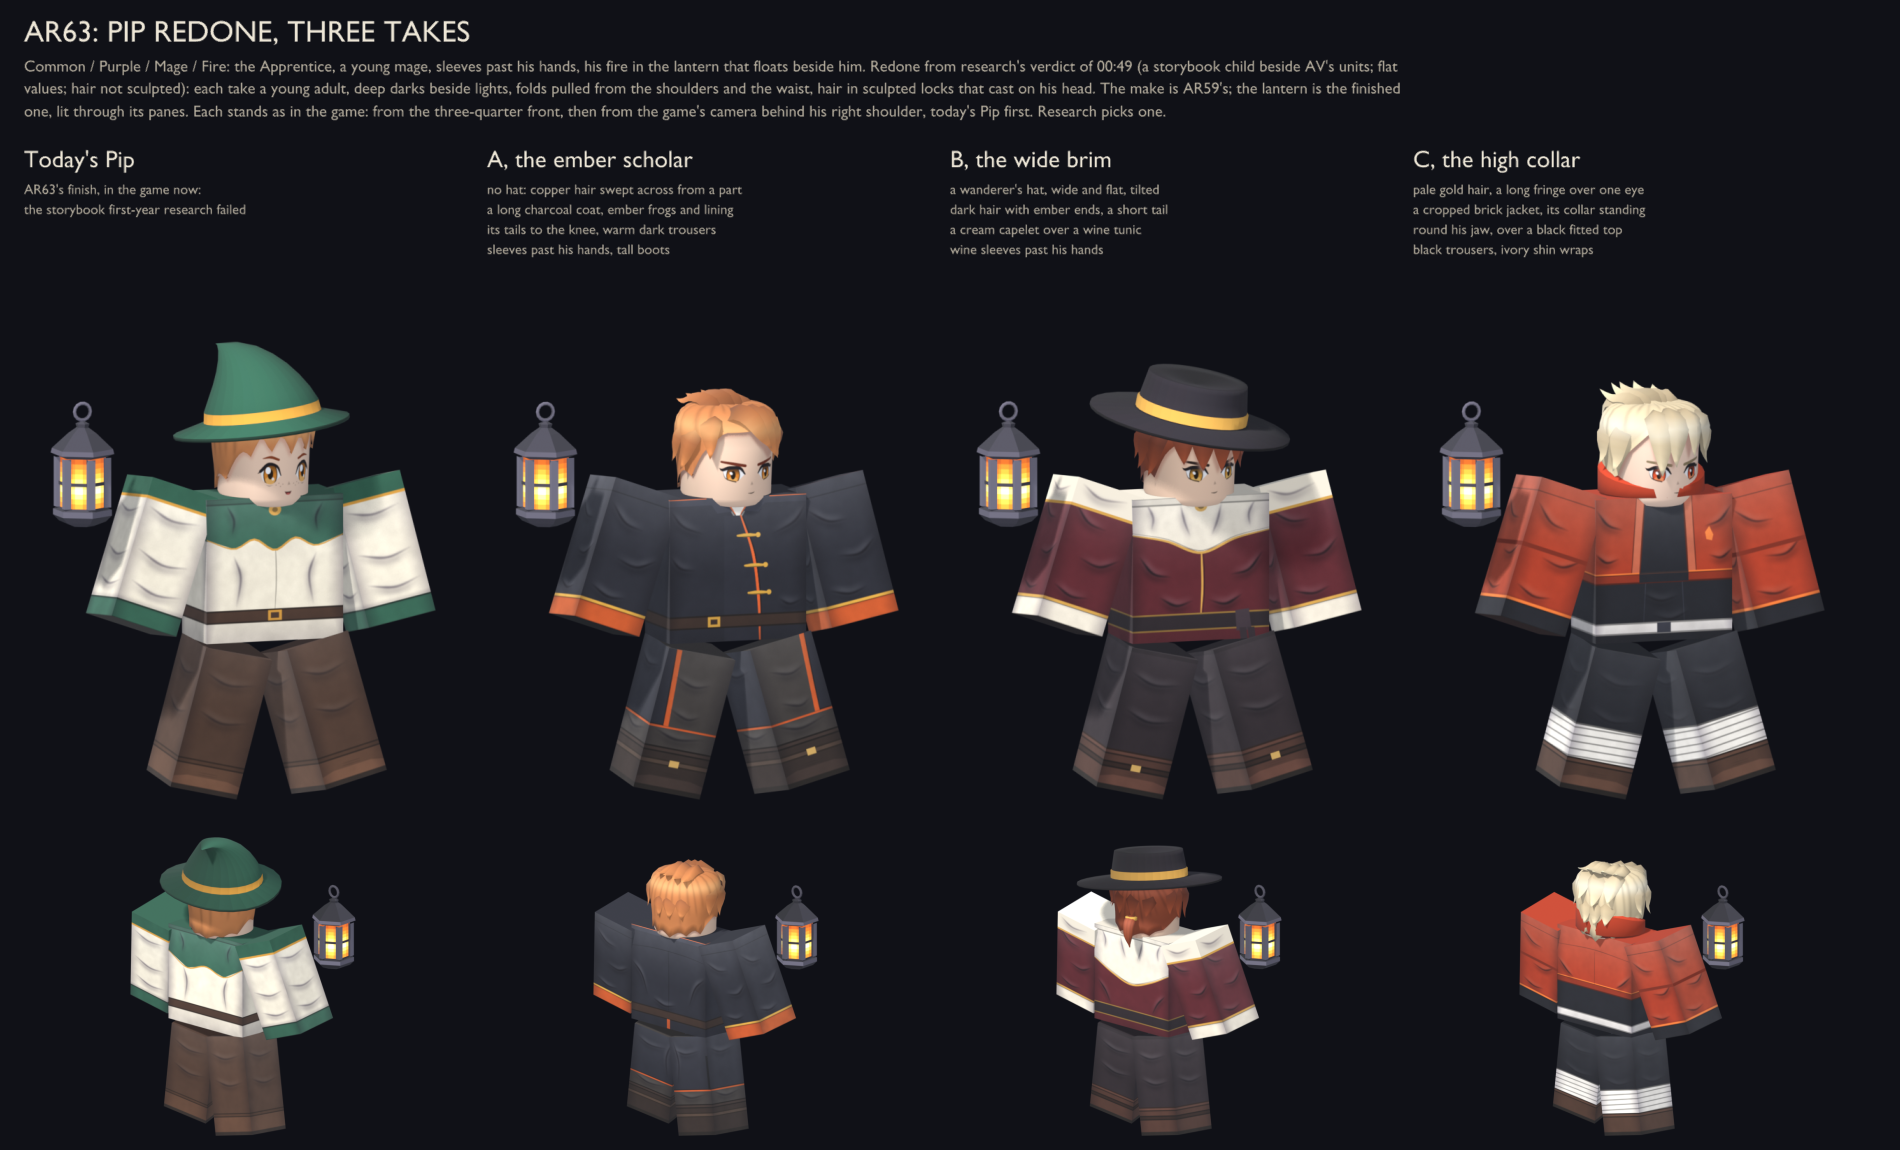 AR63: PIP REDONE, THREE TAKES
Common / Purple / Mage / Fire: the Apprentice, a young mage, sleeves past his hands, his fire in the lantern that floats beside him. Redone from research's verdict of 00:49 (a storybook child beside AV's units; flat
values; hair not sculpted): each take a young adult, deep darks beside lights, folds pulled from the shoulders and the waist, hair in sculpted locks that cast on his head. The make is AR59's; the lantern is the finished
one, lit through its panes. Each stands as in the game: from the three-quarter front, then from the game's camera behind his right shoulder, today's Pip first. Research picks one.
Today's Pip
AR63's finish, in the game now:
the storybook first-year research failed
A, the ember scholar
no hat: copper hair swept across from a part
a long charcoal coat, ember frogs and lining
its tails to the knee, warm dark trousers
sleeves past his hands, tall boots
B, the wide brim
a wanderer's hat, wide and flat, tilted
dark hair with ember ends, a short tail
a cream capelet over a wine tunic
wine sleeves past his hands
C, the high collar
pale gold hair, a long fringe over one eye
a cropped brick jacket, its collar standing
round his jaw, over a black fitted top
black trousers, ivory shin wraps